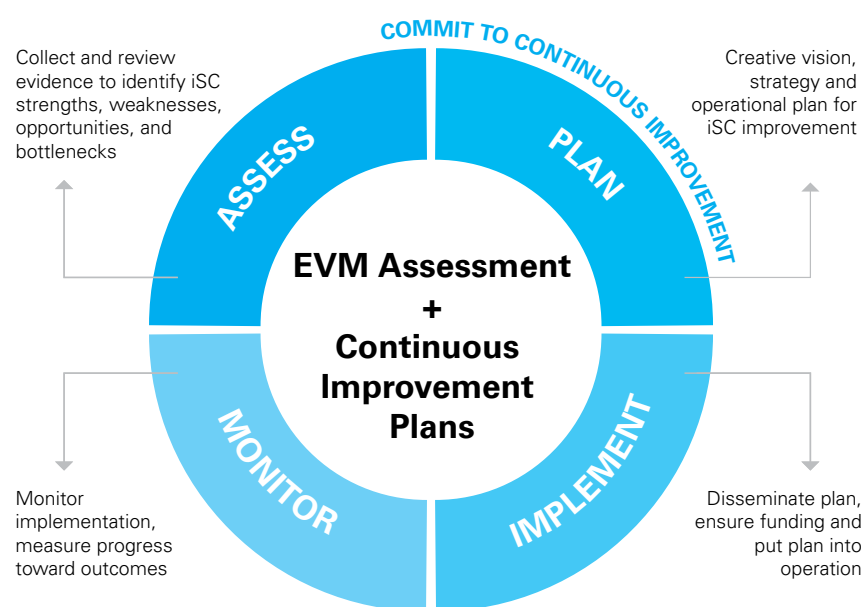 COMMIT TO CONTINUOUS IMPROVEMENT
Collect and review
evidence to identify iSC
strengths, weaknesses,
opportunities, and
bottlenecks
Creative vision,
strategy and
operational plan for
iSC improvement
ASSESS
PLAN
EVM Assessment
+
Continuous
Improvement
Plans
MONITOR
IMPLEMENT
Monitor
implementation,
measure progress
toward outcomes
Disseminate plan,
ensure funding and
put plan into
operation